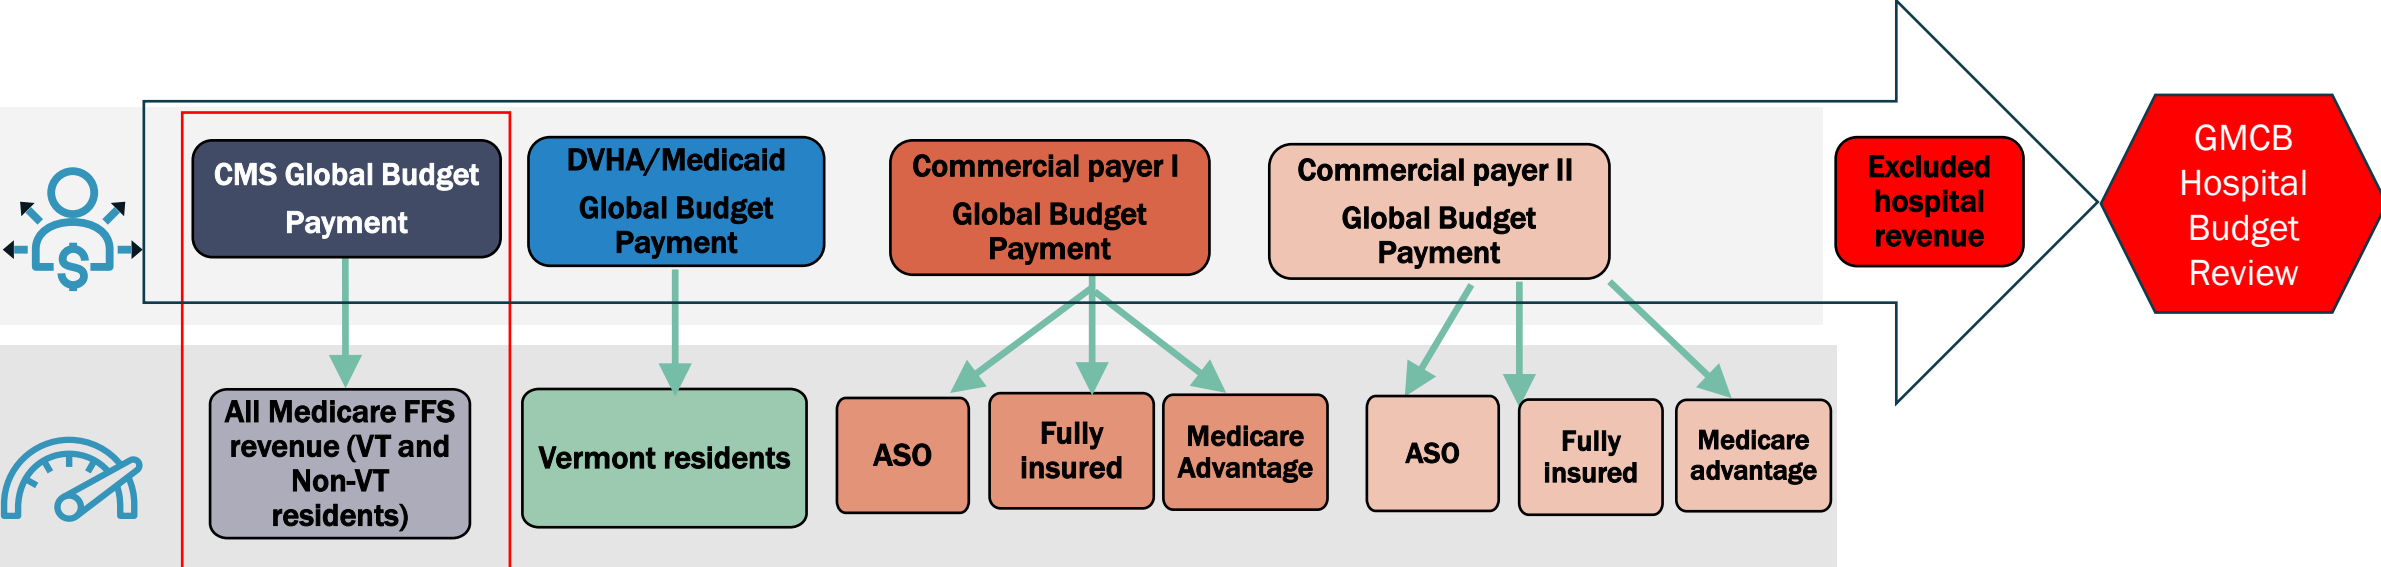 CMS Global Budget
Payment
DVHA/Medicaid
Global Budget
Payment
Commercial payer I
Global Budget
Payment
Commercial payer II
Global Budget
Payment
Excluded
hospital
revenue
GMCB
Hospital
Budget
Review
$
All Medicare FFS
revenue (VT and
Non-VT
residents)
Vermont residents
ASO
Fully
insured
Medicare
Advantage
ASO
Fully
insured
Medicare
advantage